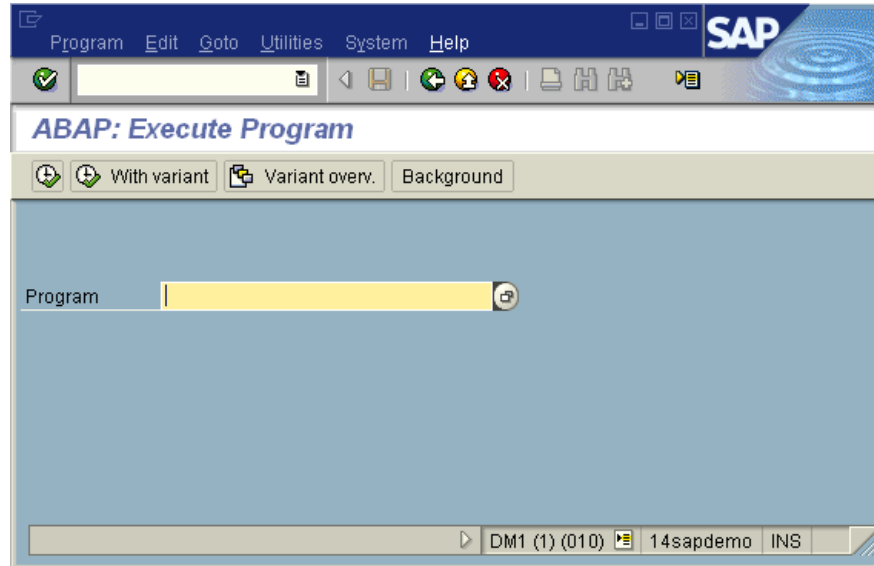 Program Edit Goto Utilities System Help
SAP
ABAP: Execute Program
With variant Variant overv. Background
Program
DM1 (1) (010) 14sapdemo INS